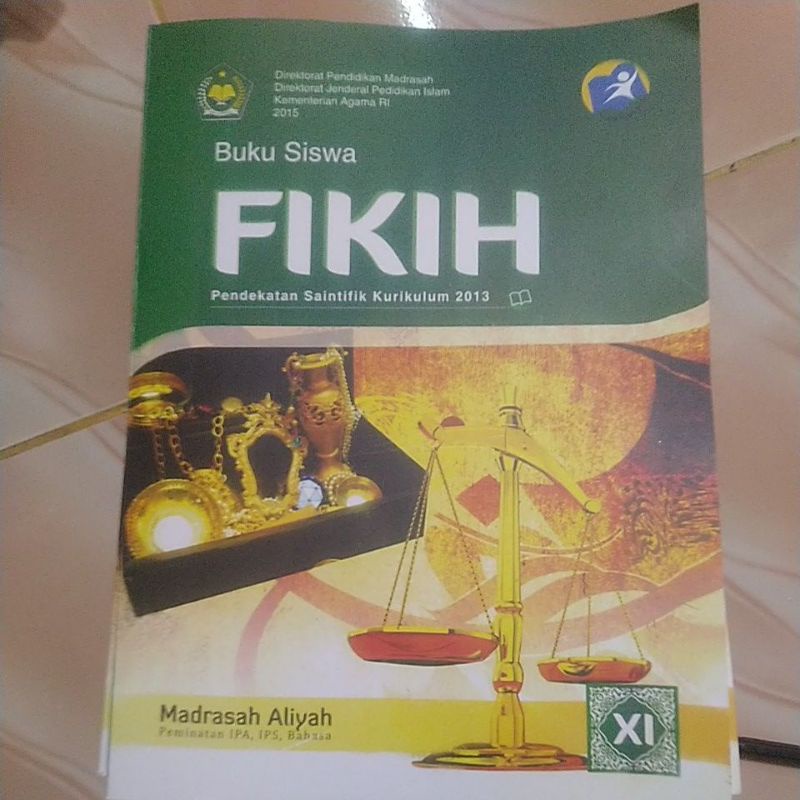 Direktorat Pendidikan Madrasah
Direktorat Jenderal Pedidikan Islam
Kementerian Agama RI
2015
Buku Siswa
FIKIH
Pendekatan Saintifik Kurikulum 2013
Madrasah Aliyah
Peminatan IPA, IPS, Bahasa
XI